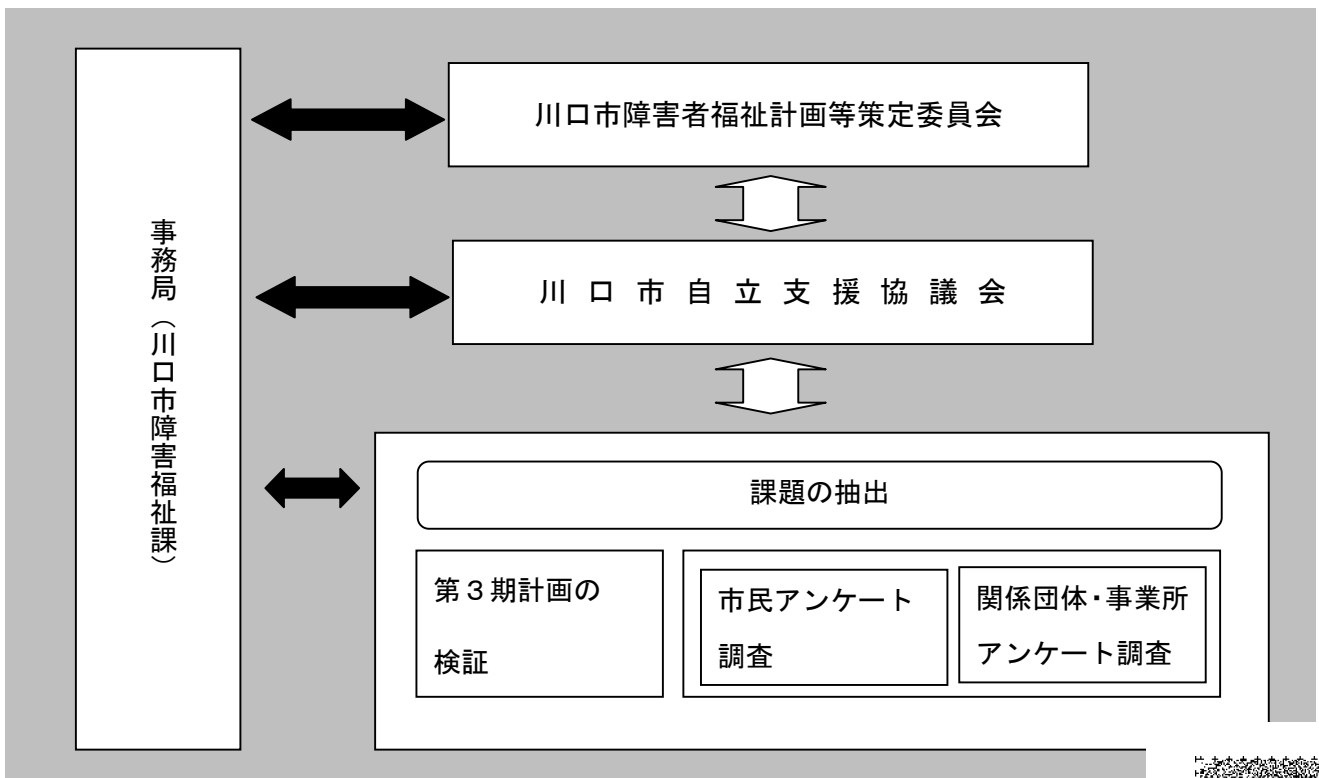 事務局（川口市障害福祉課）
川口市障害者福祉計画等策定委員会
川口市自立支援協議会
課題の抽出
第３期計画の
検証
市民アンケート
調査
関係団体・事業所
アンケート調査